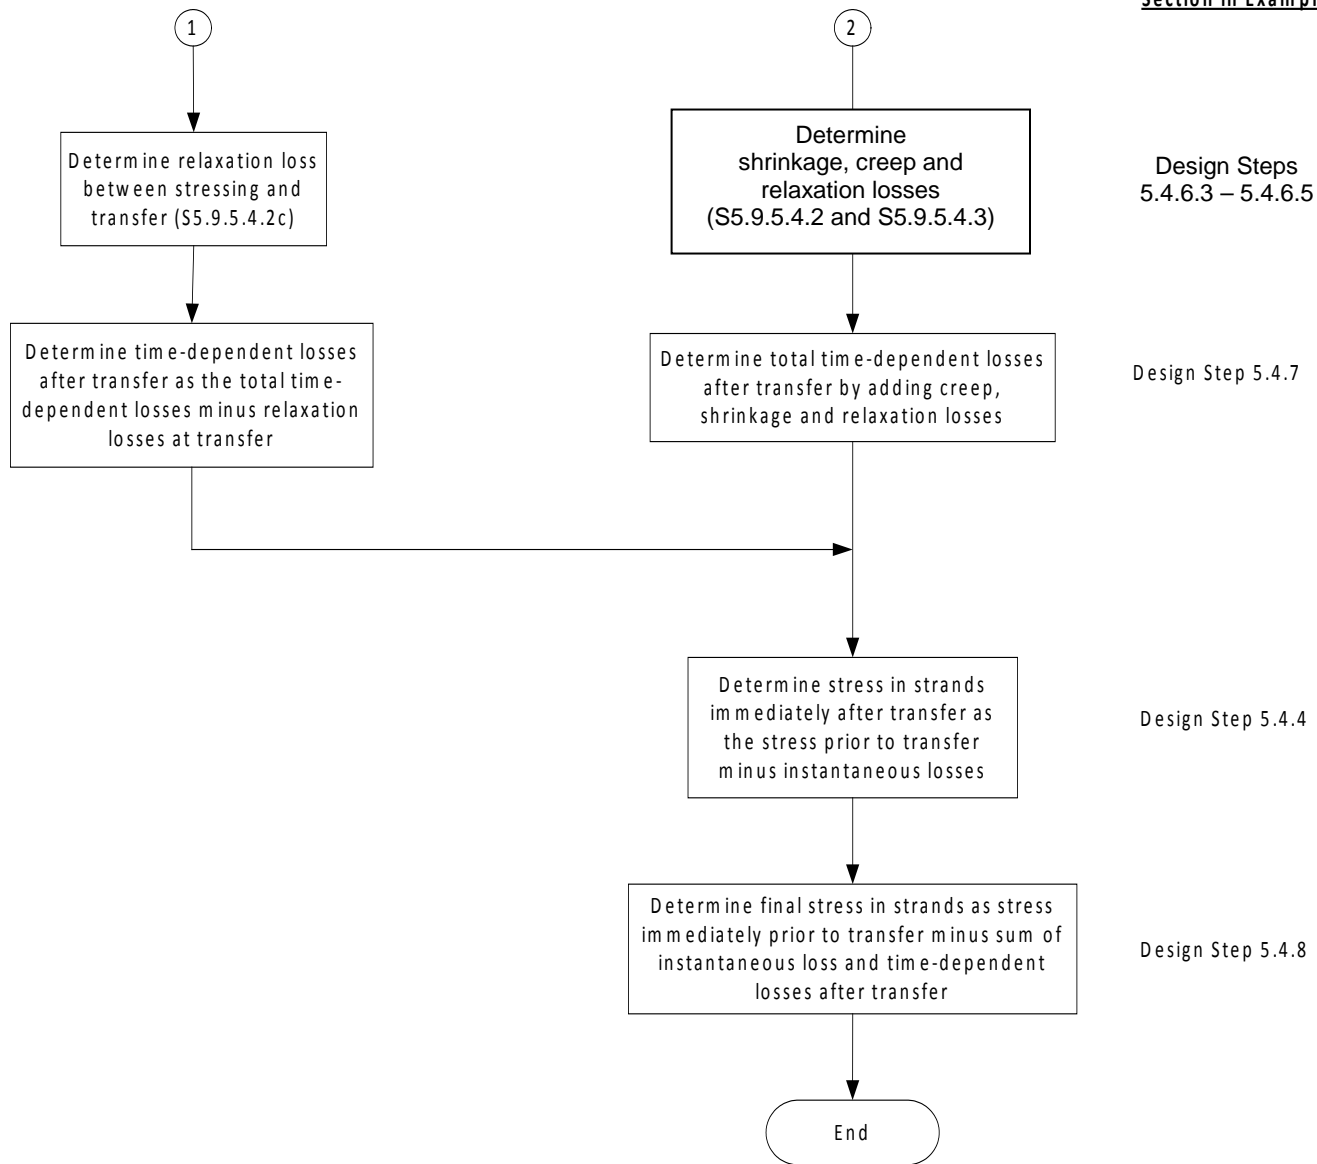 Section in
1
2
Determine relaxation loss
between stressing and
transfer (S5.9.5.4.2c)
Determine
shrinkage, creep and
relaxation losses
(S5.9.5.4.2 and S5.9.5.4.3)
Design Steps
5.4.6.3 – 5.4.6.5
Determine time-dependent losses
after transfer as the total time-
dependent losses minus relaxation
losses at transfer
Determine total time-dependent losses
after transfer by adding creep,
shrinkage and relaxation losses
Design Step 5.4.7
Determine stress in strands
immediately after transfer as
the stress prior to transfer
minus instantaneous losses
Design Step 5.4.4
Determine final stress in strands as stress
immediately prior to transfer minus sum of
instantaneous loss and time-dependent
losses after transfer
Design Step 5.4.8
End